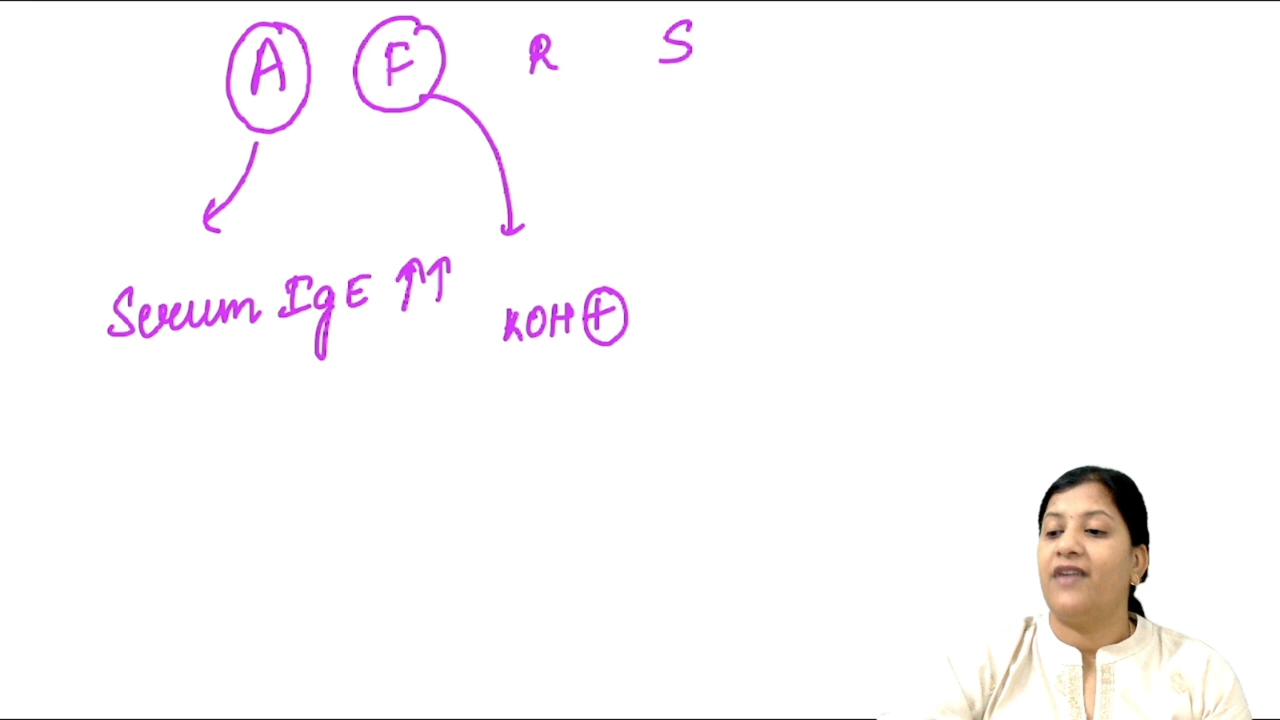 A F R S
Serum IgE ↑↑
KOH +